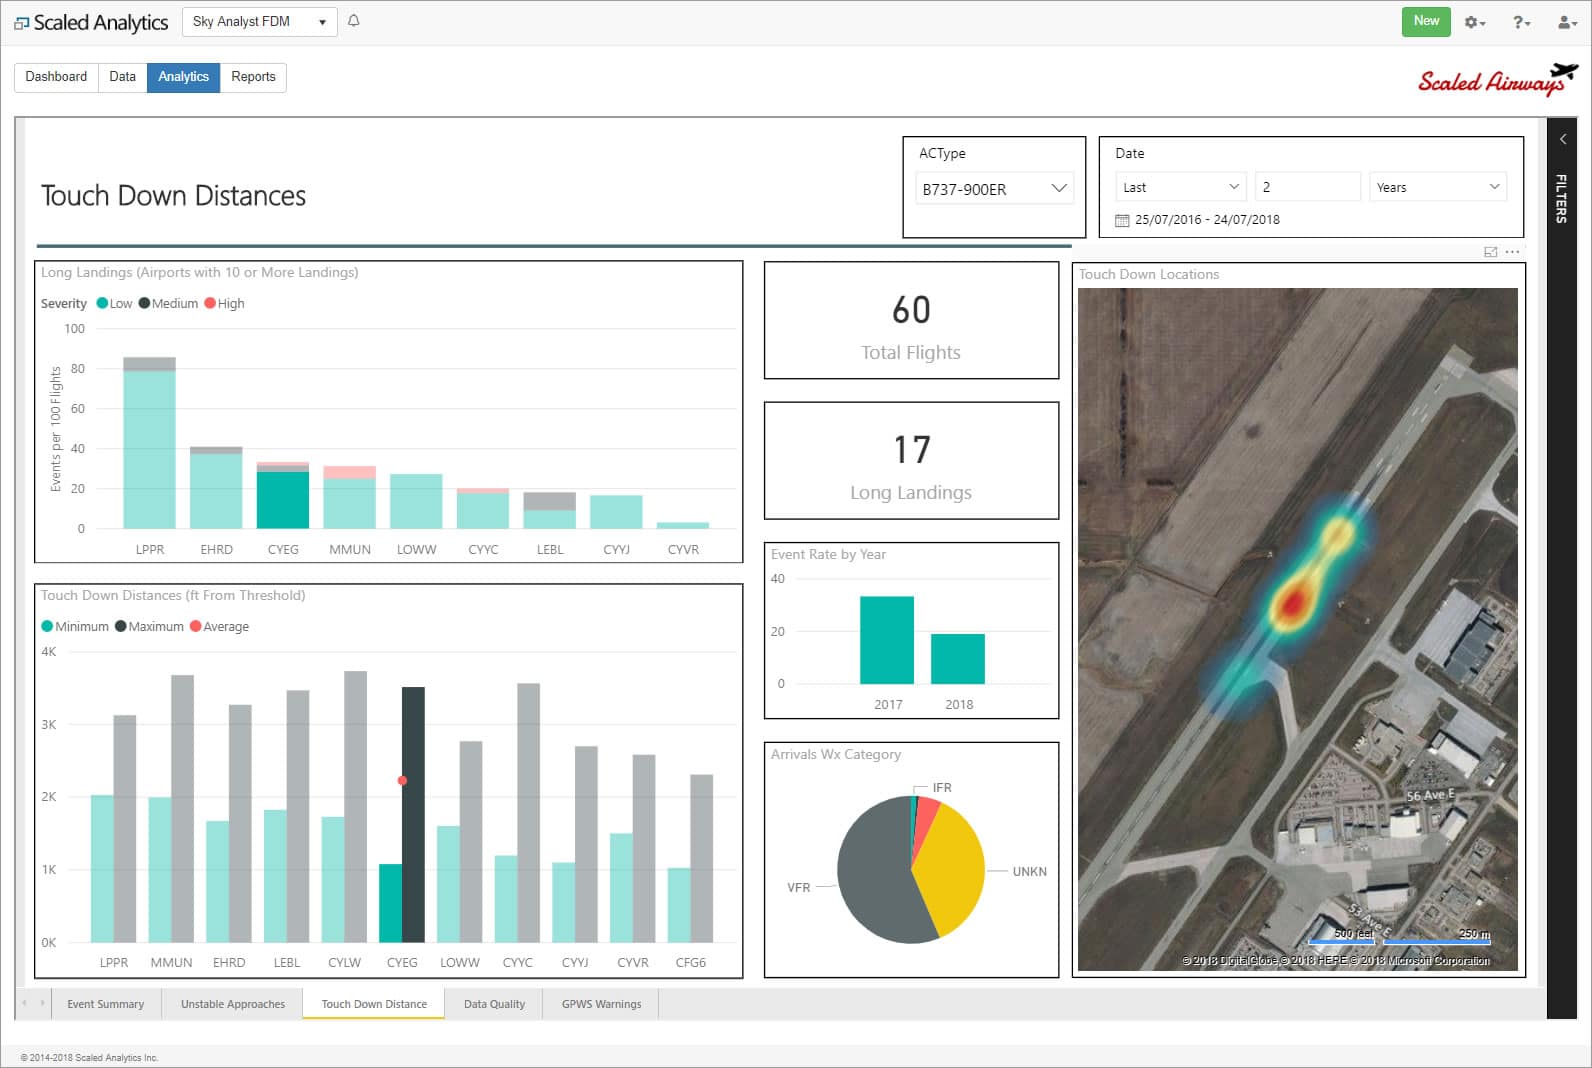 Scaled Analytics
Sky Analyst FDM
New
?
Dashboard Data Analytics Reports
Scaled Airways
Touch Down Distances
ACType
B737-900ER
Date
Last 2 Years
25/07/2016 - 24/07/2018
FILTERS
Long Landings (Airports with 10 or More Landings)
Severity Low Medium High
Events per 100 Flights
100
80
60
40
20
0
LPPR EHRD CYEG MMUN LOWW CYYC LEBL CYYJ CYVR
Touch Down Distances (ft From Threshold)
Minimum Maximum Average
4K
3K
2K
1K
0K
LPPR MMUN EHRD LEBL CYLW CYEG LOWW CYYC CYYJ CYVR CFG6
60
Total Flights
17
Long Landings
Event Rate by Year
40
20
0
2017 2018
Arrivals Wx Category
IFR
UNKN
VFR
Touch Down Locations
56 Ave E
53 Ave E
500 feet 250 m
© 2018 DigitalGlobe © 2018 HERE © 2018 Microsoft Corporation
Event Summary Unstable Approaches Touch Down Distance Data Quality GPWS Warnings
© 2014-2018 Scaled Analytics Inc.